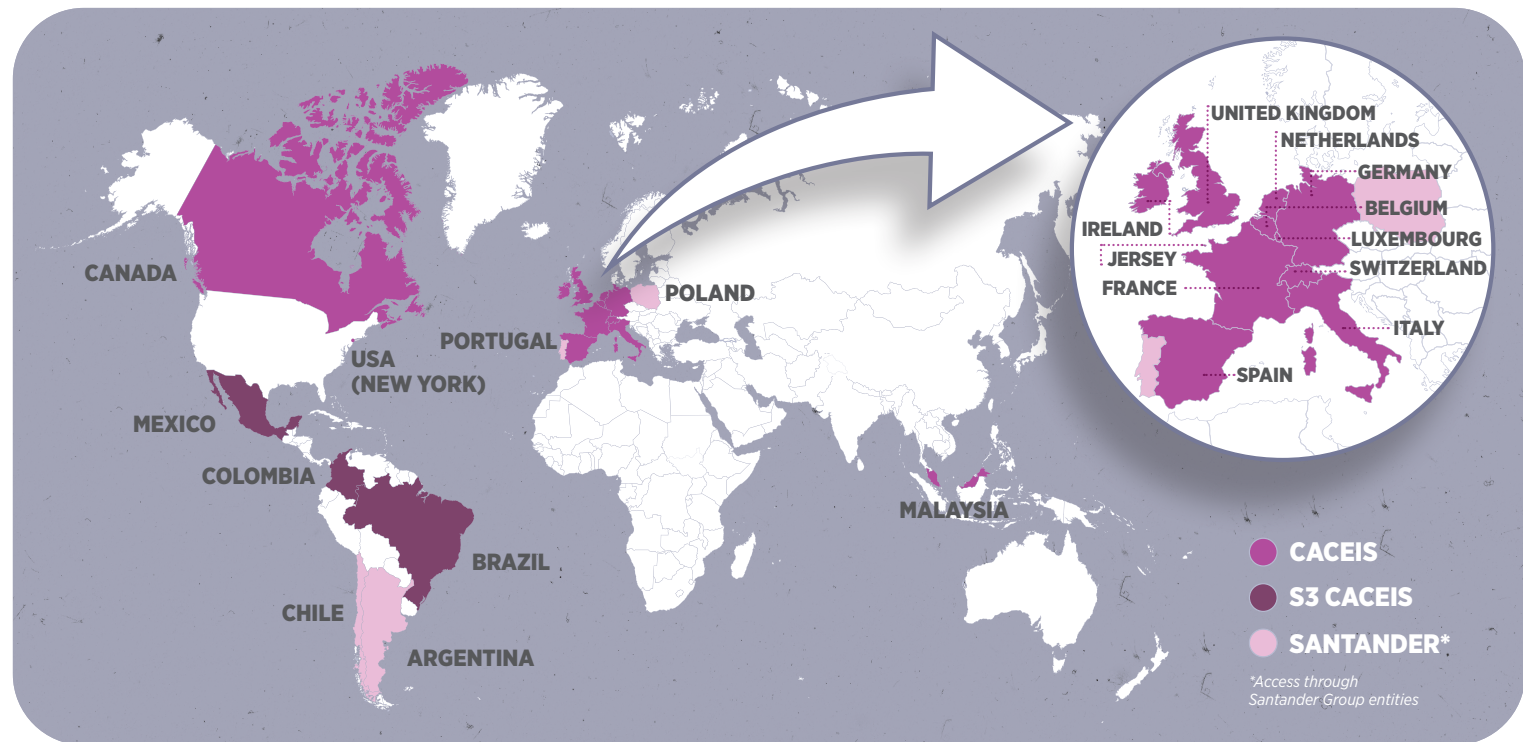 CANADA
USA
(NEW YORK)
MEXICO
COLOMBIA
BRAZIL
CHILE
ARGENTINA
PORTUGAL
POLAND
MALAYSIA
UNITED KINGDOM
NETHERLANDS
GERMANY
BELGIUM
IRELAND
LUXEMBOURG
JERSEY
SWITZERLAND
FRANCE
ITALY
SPAIN
CACEIS
S3 CACEIS
SANTANDER*
*Access through
Santander Group entities